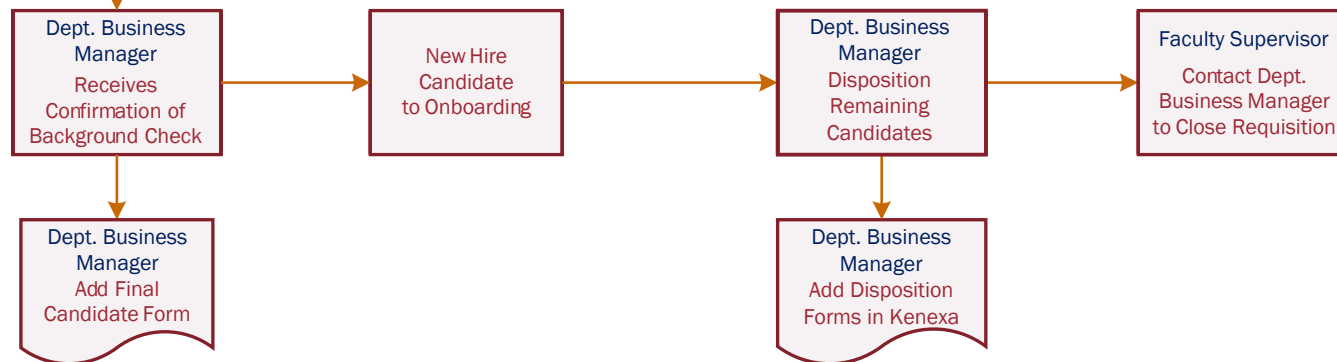 Dept. Business
Manager
Receives
Confirmation of
Background Check
New Hire
Candidate
to Onboarding
Dept. Business
Manager
Disposition
Remaining
Candidates
Faculty Supervisor
Contact Dept.
Business Manager
to Close Requisition
Dept. Business
Manager
Add Final
Candidate Form
Dept. Business
Manager
Add Disposition
Forms in Kenexa